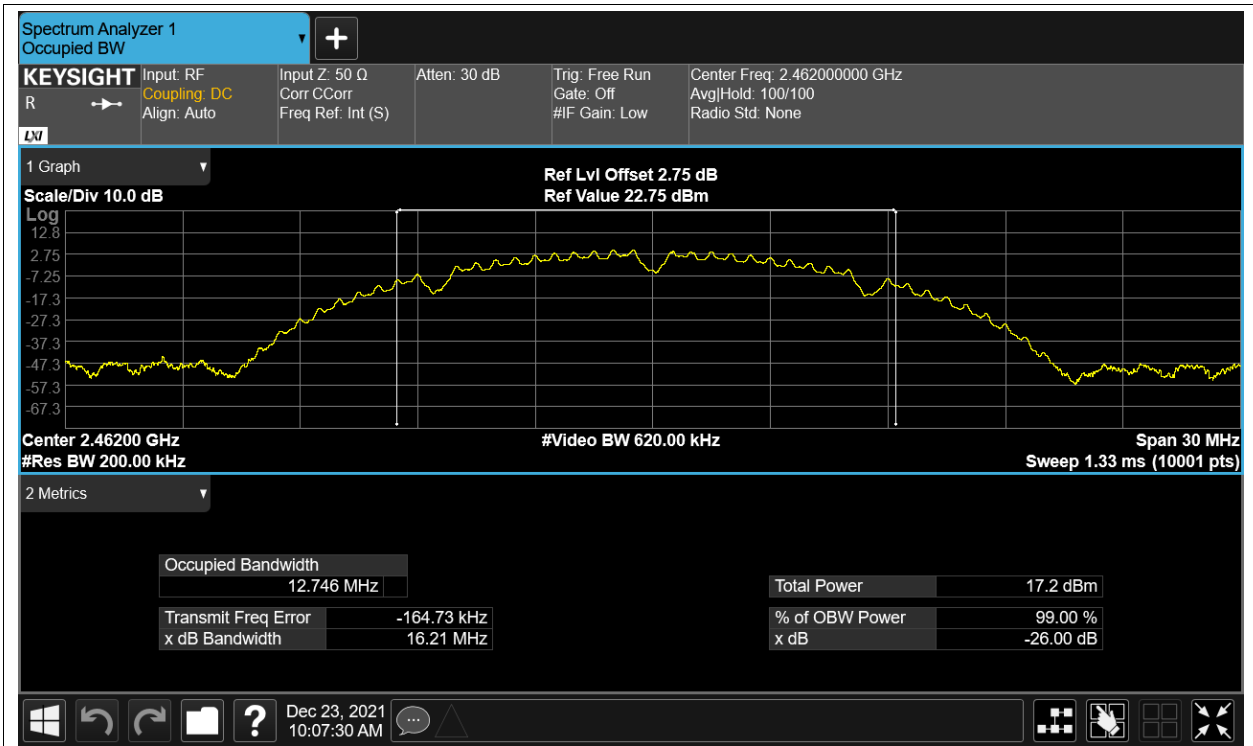 Spectrum Analyzer 1
Occupied BW
KEYSIGHT
R
LXI
Input: RF
Coupling: DC
Align: Auto
Input Z: 50 Ω
Corr CCorr
Freq Ref: Int (S)
Atten: 30 dB
Trig: Free Run
Gate: Off
#IF Gain: Low
Center Freq: 2.462000000 GHz
Avg|Hold: 100/100
Radio Std: None
1 Graph
Scale/Div 10.0 dB
Ref Lvl Offset 2.75 dB
Ref Value 22.75 dBm
Log
12.8
2.75
-7.25
-17.3
-27.3
-37.3
-47.3
-57.3
-67.3
Center 2.46200 GHz
#Video BW 620.00 kHz
Span 30 MHz
#Res BW 200.00 kHz
Sweep 1.33 ms (10001 pts)
2 Metrics
Occupied Bandwidth
12.746 MHz
Total Power 17.2 dBm
Transmit Freq Error -164.73 kHz
% of OBW Power 99.00 %
x dB Bandwidth 16.21 MHz
x dB -26.00 dB
?
Dec 23, 2021
10:07:30 AM